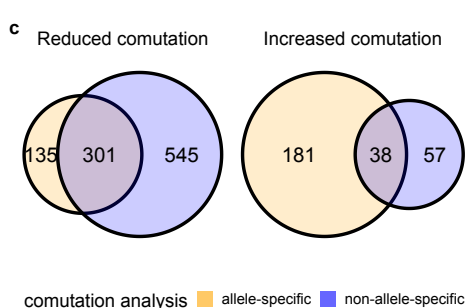 c
Reduced comutation Increased comutation
135 301 545 181 38 57
comutation analysis allele-specific non-allele-specific